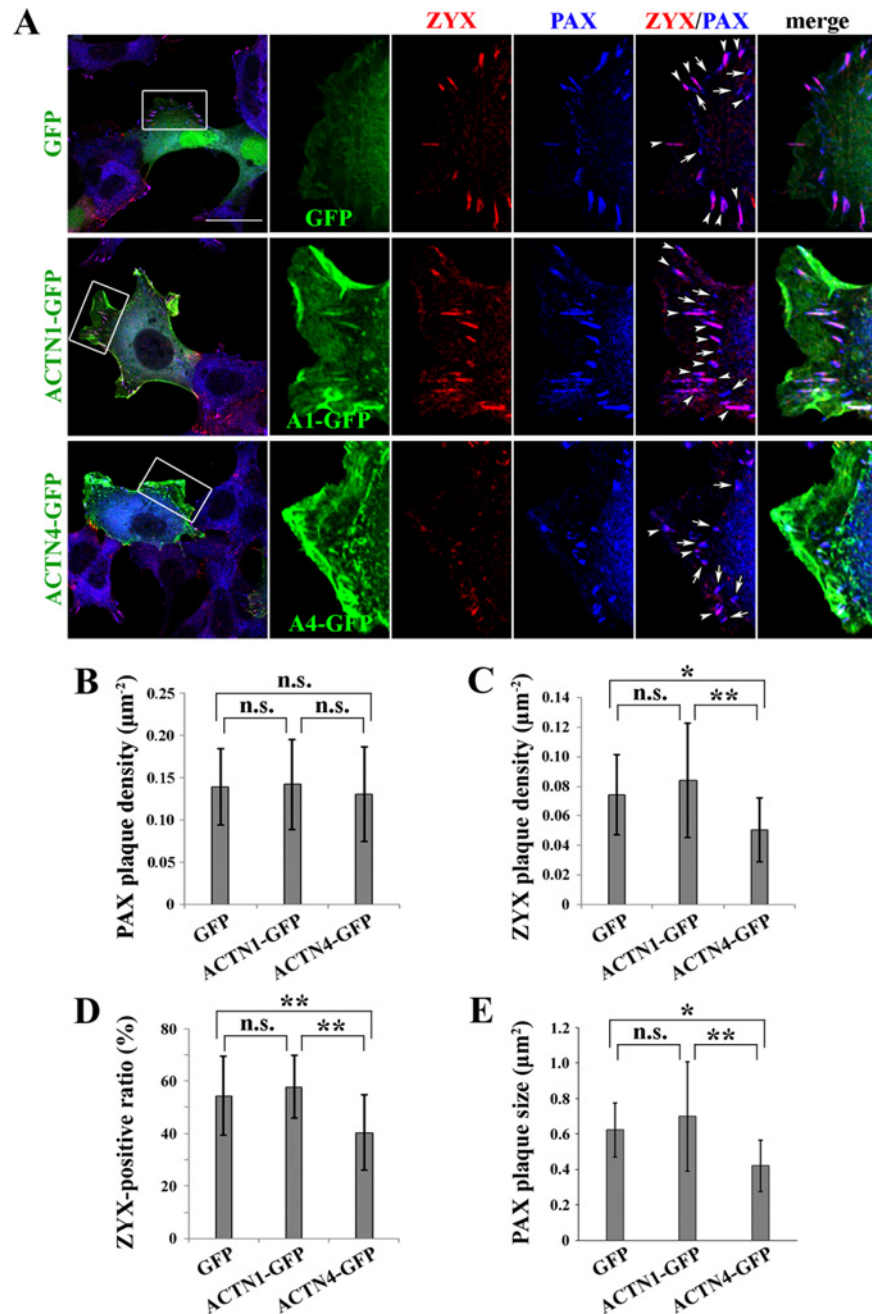 A
ZYX PAX ZYX/PAX merge
GFP
GFP
ACTN1-GFP
A1-GFP
ACTN4-GFP
A4-GFP
B
PAX plaque density (µm⁻²)
n.s.
n.s. n.s.
0.25
0.20
0.15
0.10
0.05
0
GFP ACTN1-GFP ACTN4-GFP
C
ZYX plaque density (µm⁻²)
*
n.s. **
0.14
0.12
0.10
0.08
0.06
0.04
0.02
0
GFP ACTN1-GFP ACTN4-GFP
D
ZYX-positive ratio (%)
**
n.s. **
80
60
40
20
0
GFP ACTN1-GFP ACTN4-GFP
E
PAX plaque size (µm²)
*
n.s. **
1.2
1.0
0.8
0.6
0.4
0.2
0
GFP ACTN1-GFP ACTN4-GFP